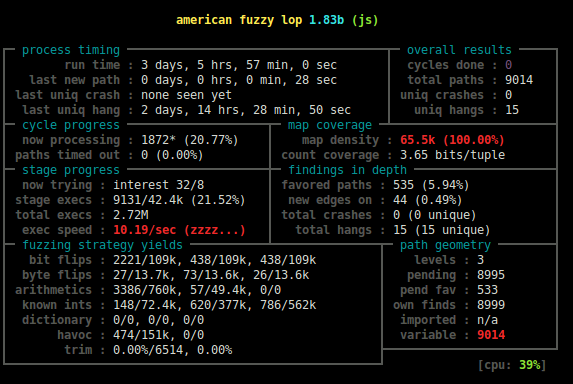 american fuzzy lop 1.83b (js)
process timing overall results
run time : 3 days, 5 hrs, 57 min, 0 sec cycles done : 0
last new path : 0 days, 0 hrs, 0 min, 28 sec total paths : 9014
last uniq crash : none seen yet uniq crashes : 0
last uniq hang : 2 days, 14 hrs, 28 min, 50 sec uniq hangs : 15
cycle progress map coverage
now processing : 1872* (20.77%) map density : 65.5k (100.00%)
paths timed out : 0 (0.00%) count coverage : 3.65 bits/tuple
stage progress findings in depth
now trying : interest 32/8 favored paths : 535 (5.94%)
stage execs : 9131/42.4k (21.52%) new edges on : 44 (0.49%)
total execs : 2.72M total crashes : 0 (0 unique)
exec speed : 10.19/sec (zzzz...) total hangs : 15 (15 unique)
fuzzing strategy yields path geometry
bit flips : 2221/109k, 438/109k, 438/109k levels : 3
byte flips : 27/13.7k, 73/13.6k, 26/13.6k pending : 8995
arithmetics : 3386/760k, 57/49.4k, 0/0 pend fav : 533
known ints : 148/72.4k, 620/377k, 786/562k own finds : 8999
dictionary : 0/0, 0/0, 0/0 imported : n/a
havoc : 474/151k, 0/0 variable : 9014
trim : 0.00%/6514, 0.00%
[cpu: 39%]